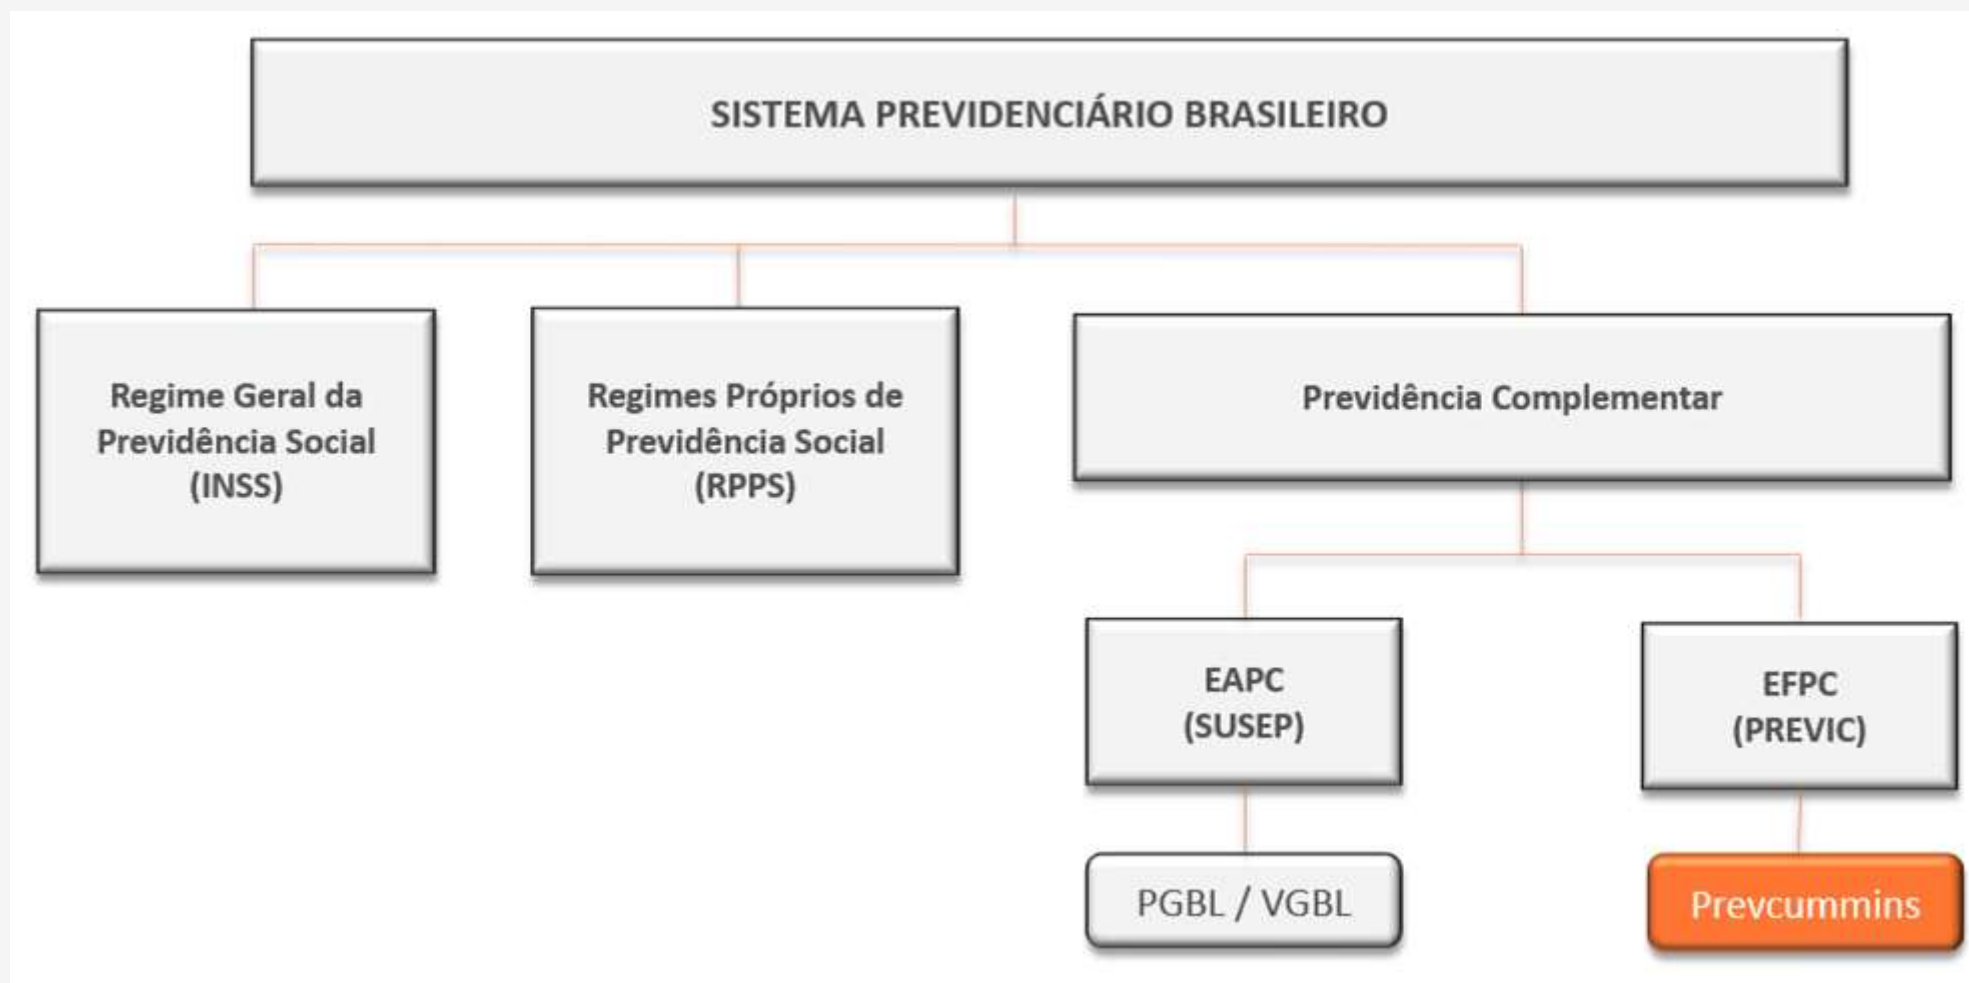 SISTEMA PREVIDENCIÁRIO BRASILEIRO
Regime Geral da
Previdência Social
(INSS)
Regimes Próprios de
Previdência Social
(RPPS)
Previdência Complementar
EAPC
(SUSEP)
EFPC
(PREVIC)
PGBL / VGBL
Prevcummins